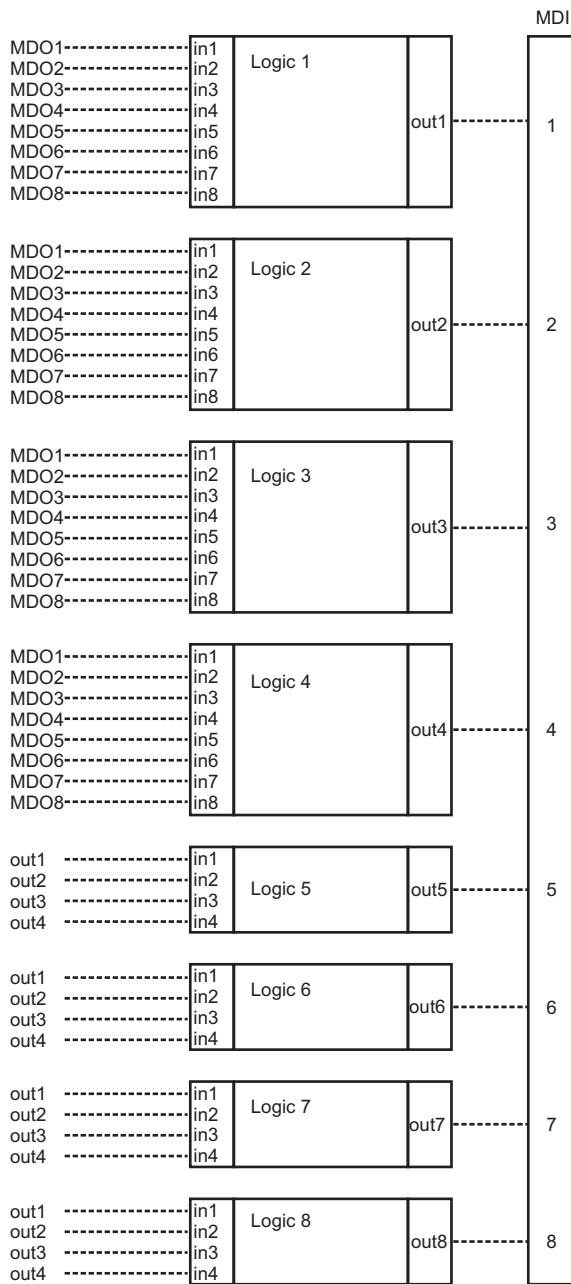 MDI
MDO1 in1 Logic 1
MDO2 in2
MDO3 in3
MDO4 in4
MDO5 in5 out1 1
MDO6 in6
MDO7 in7
MDO8 in8
MDO1 in1
MDO2 in2 Logic 2
MDO3 in3
MDO4 in4
MDO5 in5 out2 2
MDO6 in6
MDO7 in7
MDO8 in8
MDO1 in1
MDO2 in2 Logic 3
MDO3 in3
MDO4 in4
MDO5 in5 out3 3
MDO6 in6
MDO7 in7
MDO8 in8
MDO1 in1
MDO2 in2 Logic 4
MDO3 in3
MDO4 in4
MDO5 in5 out4 4
MDO6 in6
MDO7 in7
MDO8 in8
out1 in1
out2 in2 Logic 5 out5 5
out3 in3
out4 in4
out1 in1 Logic 6
out2 in2
out3 in3 out6 6
out4 in4
out1 in1 Logic 7
out2 in2
out3 in3 out7 7
out4 in4
out1 in1 Logic 8
out2 in2
out3 in3 out8 8
out4 in4